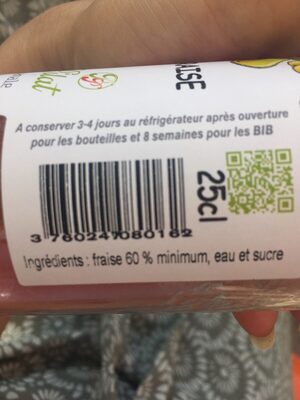 AISE
A conserver 3-4 jours au réfrigérateur après ouverture
pour les bouteilles et 8 semaines pour les BIB
25cl
3 760247 080162
Ingrédients : fraise 60 % minimum, eau et sucre